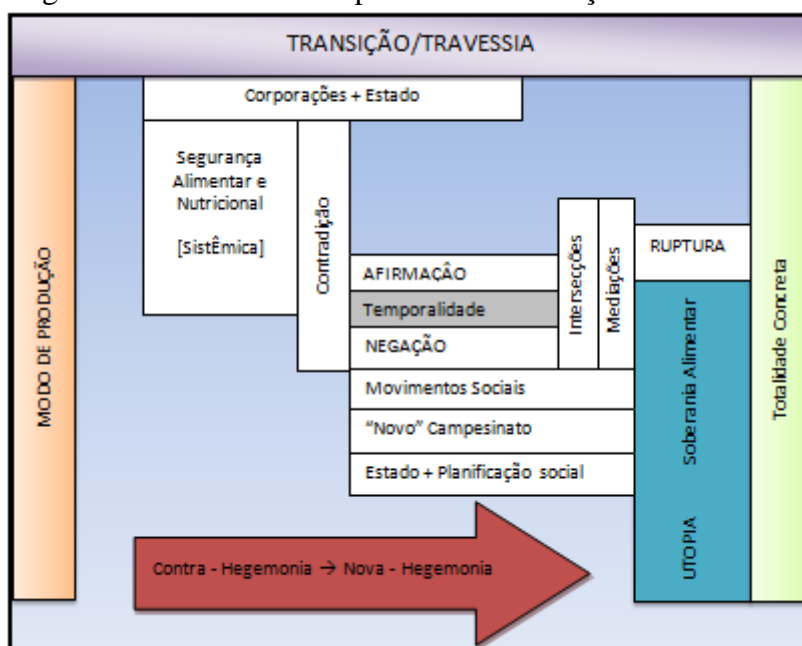 TRANSIÇÃO/TRAVESSIA
MODO DE PRODUÇÃO
Corporações + Estado
Segurança
Alimentar e
Nutricional
[SistÊmica]
Contradição
AFIRMAÇÂO
Temporalidade
NEGAÇÃO
Intersecções
Mediações
Movimentos Sociais
“Novo” Campesinato
Estado + Planificação social
RUPTURA
Soberania Alimentar
UTOPIA
Totalidade Concreta
Contra - Hegemonia → Nova - Hegemonia